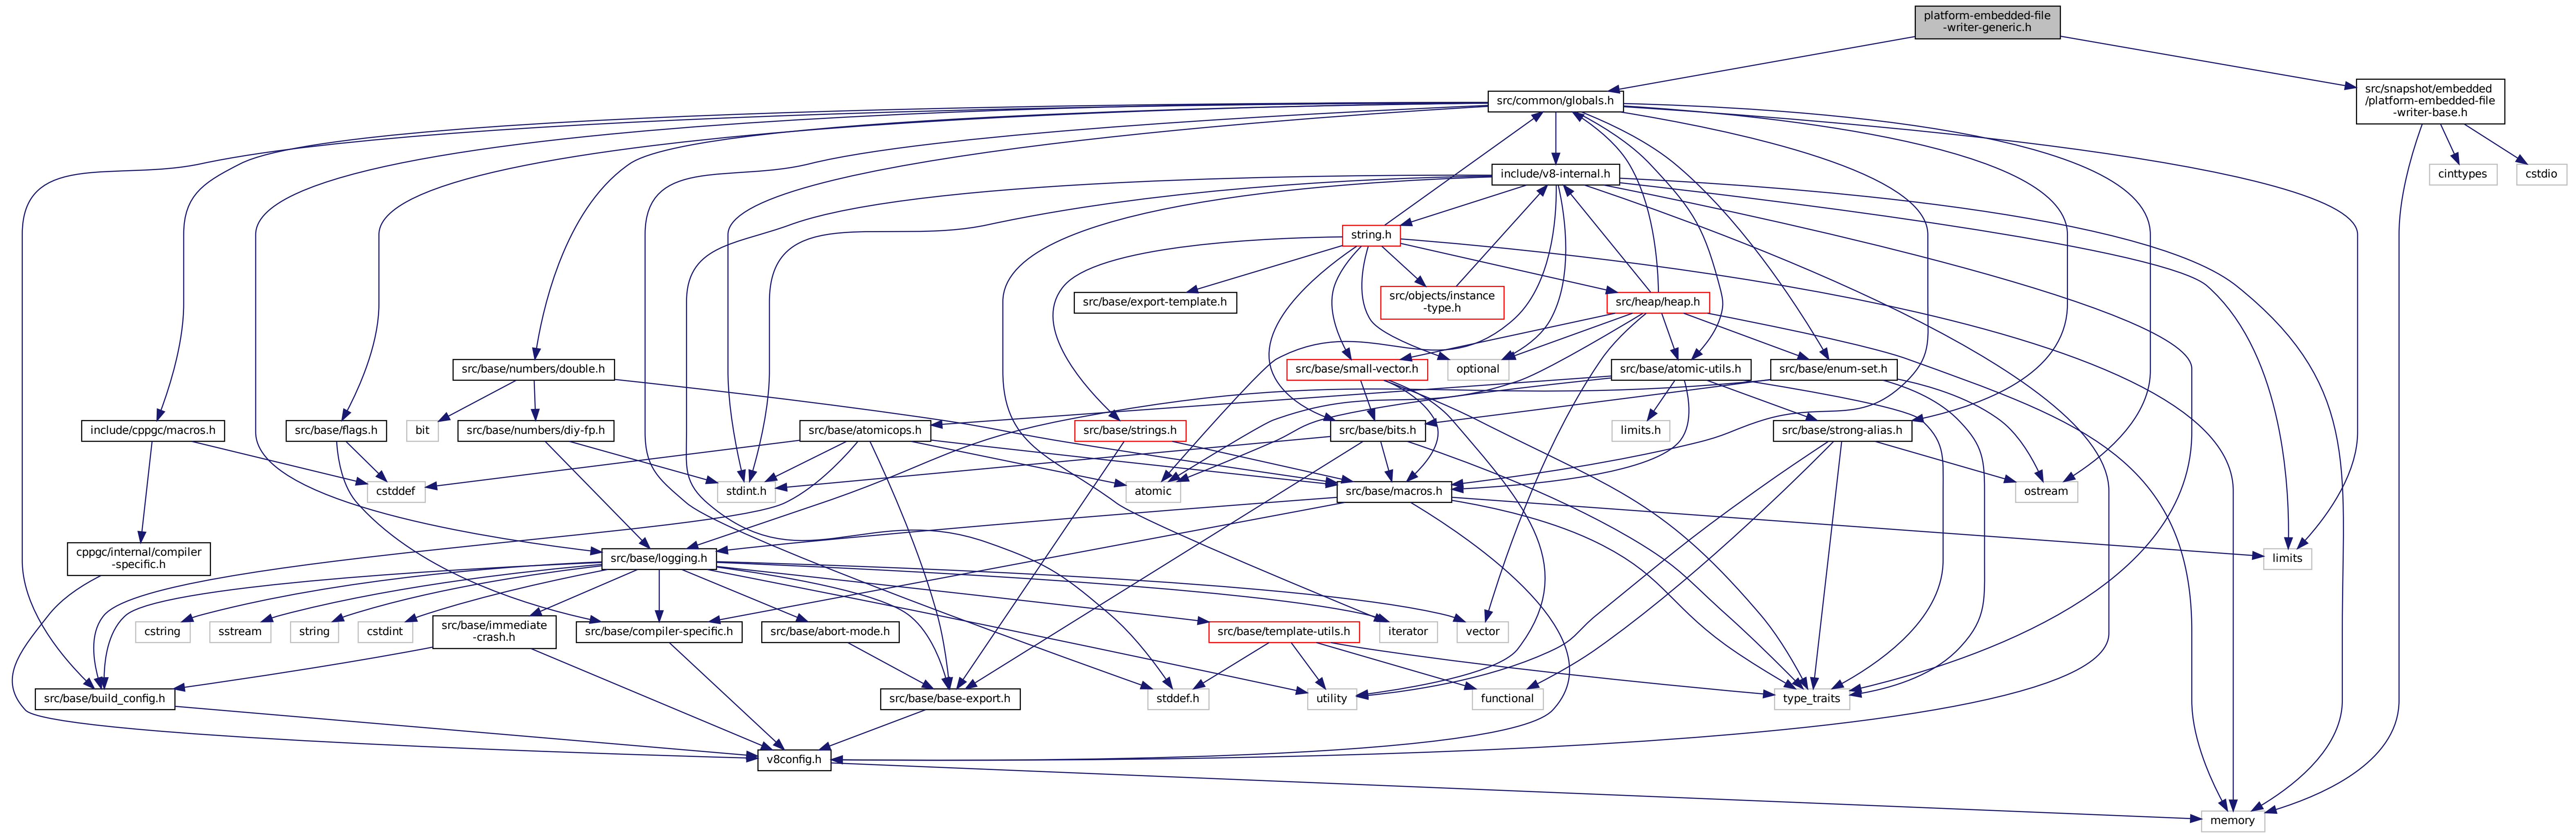 platform-embedded-file
-writer-generic.h
src/common/globals.h
src/snapshot/embedded
/platform-embedded-file
-writer-base.h
include/v8-internal.h
cinttypes
cstdio
string.h
src/base/export-template.h
src/objects/instance
-type.h
src/heap/heap.h
src/base/numbers/double.h
src/base/small-vector.h
optional
src/base/atomic-utils.h
src/base/enum-set.h
include/cppgc/macros.h
src/base/flags.h
bit
src/base/numbers/diy-fp.h
src/base/atomicops.h
src/base/strings.h
src/base/bits.h
limits.h
src/base/strong-alias.h
cstddef
stdint.h
atomic
src/base/macros.h
ostream
cppgc/internal/compiler
-specific.h
src/base/logging.h
limits
cstring
sstream
string
cstdint
src/base/immediate
-crash.h
src/base/compiler-specific.h
src/base/abort-mode.h
src/base/template-utils.h
iterator
vector
src/base/build_config.h
src/base/base-export.h
stddef.h
utility
functional
type_traits
v8config.h
memory